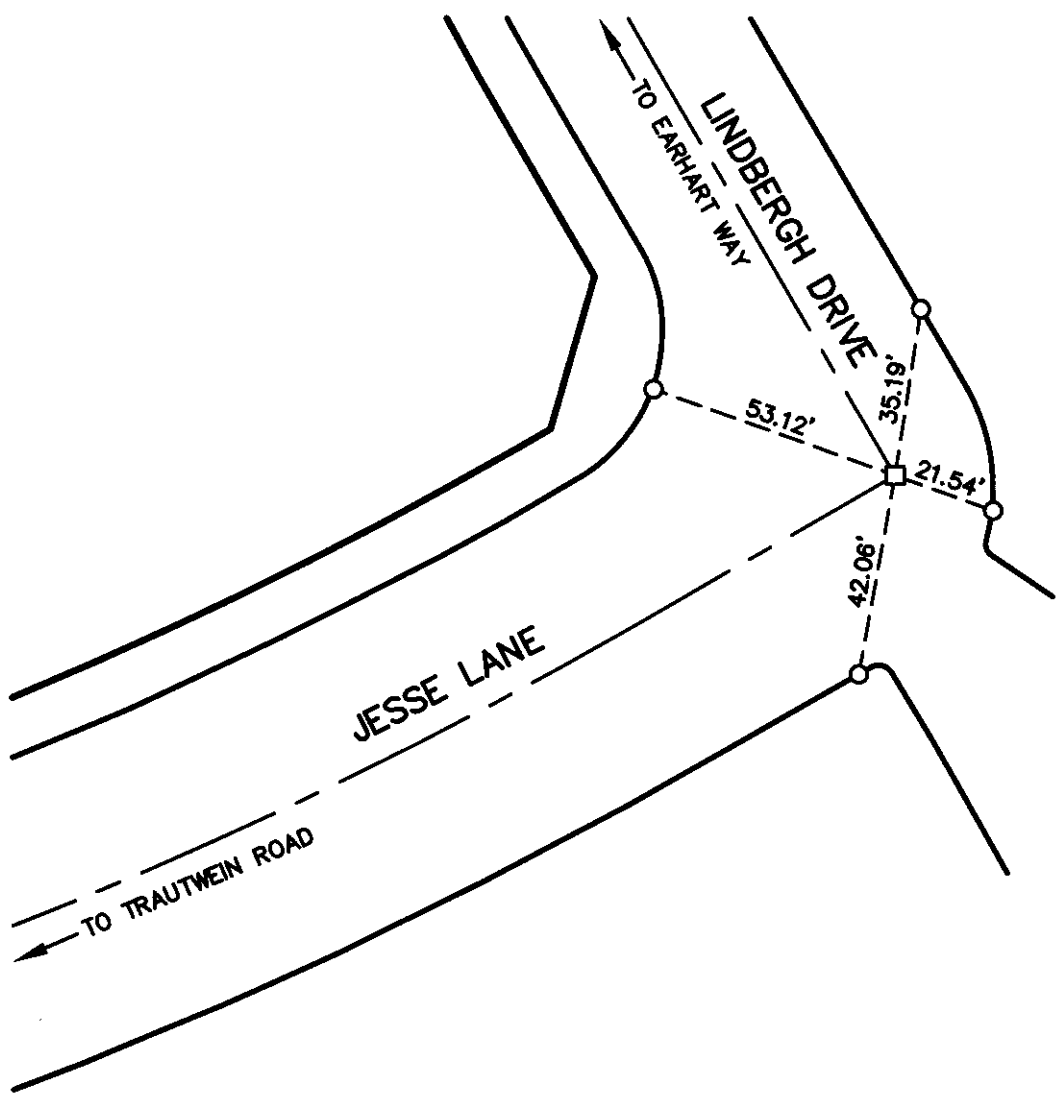 LINDBERGH DRIVE
TO EARHART WAY
35.19'
53.12'
21.54'
42.06'
JESSE LANE
TO TRAUTWEIN ROAD